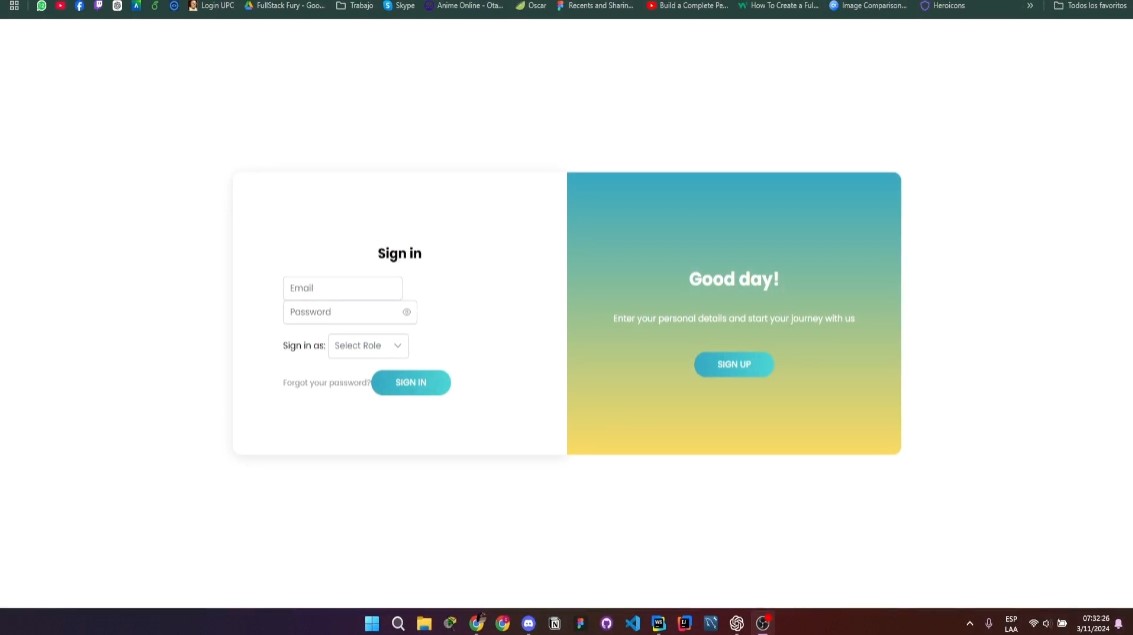 Login UPC
FullStack Fury - Goo...
Trabajo
Skype
Anime Online - Ota...
Oscar
Recents and Sharin...
Build a Complete Pe...
How To Create a Ful...
Image Comparison...
Heroicons
»
Todos los favoritos
Sign in
Email
Password
Sign in as: Select Role
Forgot your password? SIGN IN
Good day!
Enter your personal details and start your journey with us
SIGN UP
ESP
LAA
07:32:26
3/11/2024